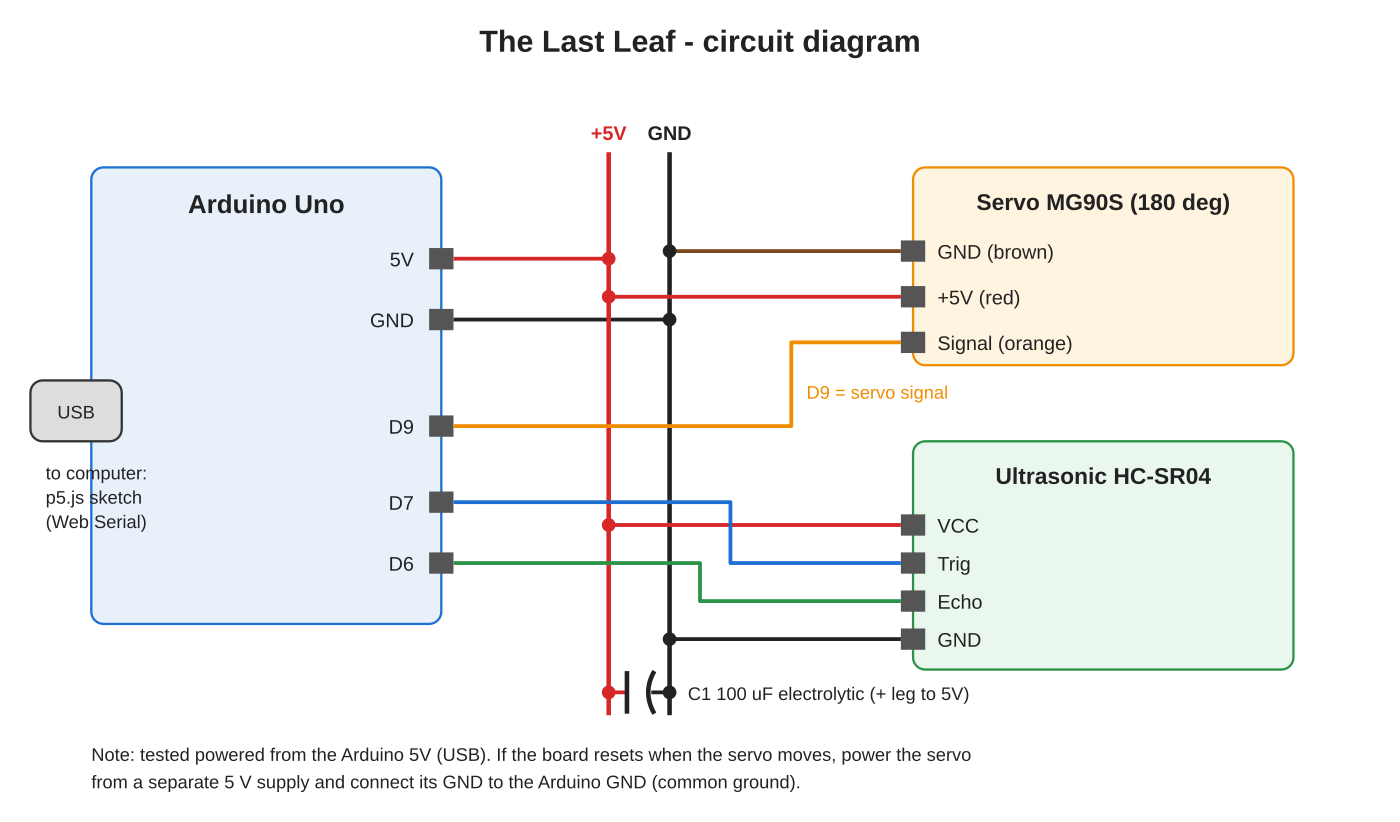 The Last Leaf - circuit diagram
+5V GND
Arduino Uno
5V
GND
D9
D7
D6
USB
to computer:
p5.js sketch
(Web Serial)
Servo MG90S (180 deg)
GND (brown)
+5V (red)
Signal (orange)
D9 = servo signal
Ultrasonic HC-SR04
VCC
Trig
Echo
GND
C1 100 uF electrolytic (+ leg to 5V)
Note: tested powered from the Arduino 5V (USB). If the board resets when the servo moves, power the servo
from a separate 5 V supply and connect its GND to the Arduino GND (common ground).